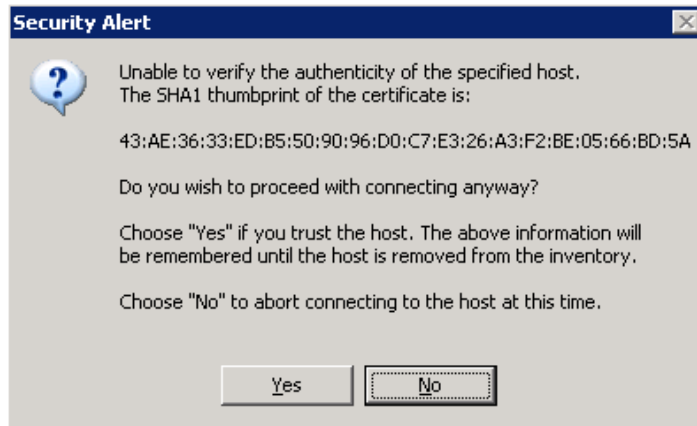 Security Alert
Unable to verify the authenticity of the specified host.
The SHA1 thumbprint of the certificate is:
43:AE:36:33:ED:B5:50:90:96:D0:C7:E3:26:A3:F2:BE:05:66:BD:5A
Do you wish to proceed with connecting anyway?
Choose "Yes" if you trust the host. The above information will
be remembered until the host is removed from the inventory.
Choose "No" to abort connecting to the host at this time.
Yes No